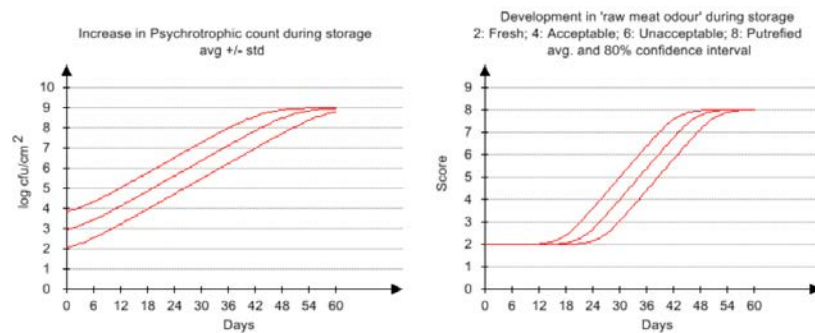 Increase in Psychrotrophic count during storage
avg +/- std
10
9
8
7
6
5
4
3
2
1
0
log cfu/cm²
0 6 12 18 24 30 36 42 48 54 60
Days
Development in 'raw meat odour' during storage
2: Fresh; 4: Acceptable; 6: Unacceptable; 8: Putrefied
avg. and 80% confidence interval
9
8
7
6
5
4
3
2
1
0
Score
0 6 12 18 24 30 36 42 48 54 60
Days